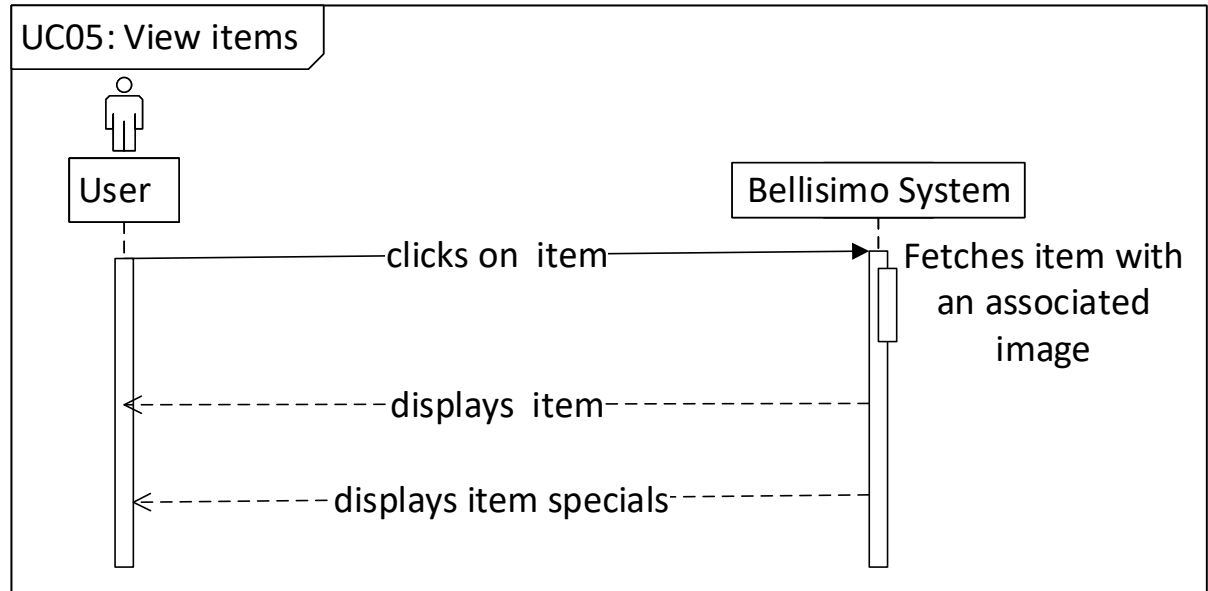 UC05: View items
User
Bellisimo System
clicks on  item
Fetches item with
an associated
image
displays  item
displays item specials